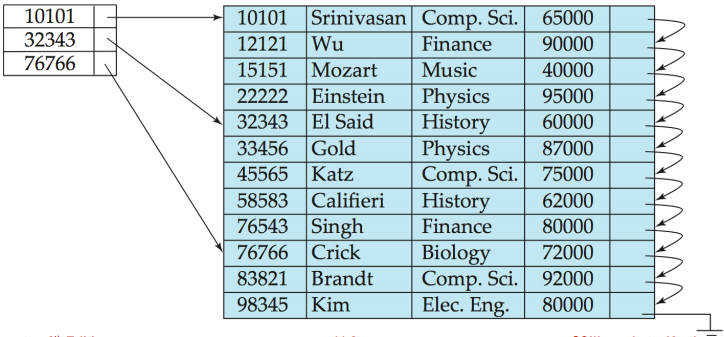 10101
32343
76766
10101 Srinivasan Comp. Sci. 65000
12121 Wu Finance 90000
15151 Mozart Music 40000
22222 Einstein Physics 95000
32343 El Said History 60000
33456 Gold Physics 87000
45565 Katz Comp. Sci. 75000
58583 Califieri History 62000
76543 Singh Finance 80000
76766 Crick Biology 72000
83821 Brandt Comp. Sci. 92000
98345 Kim Elec. Eng. 80000